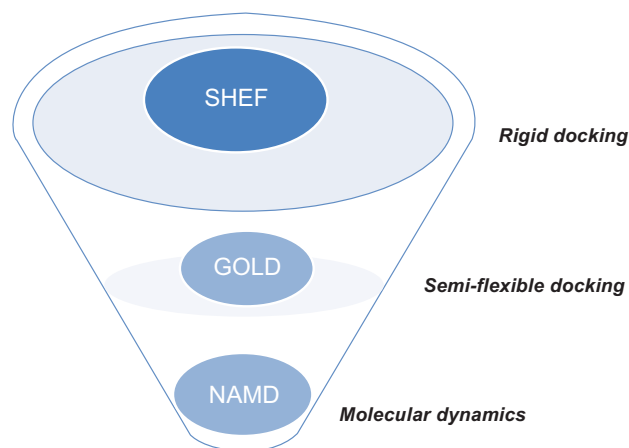 SHEF
Rigid docking
GOLD
Semi-flexible docking
NAMD
Molecular dynamics